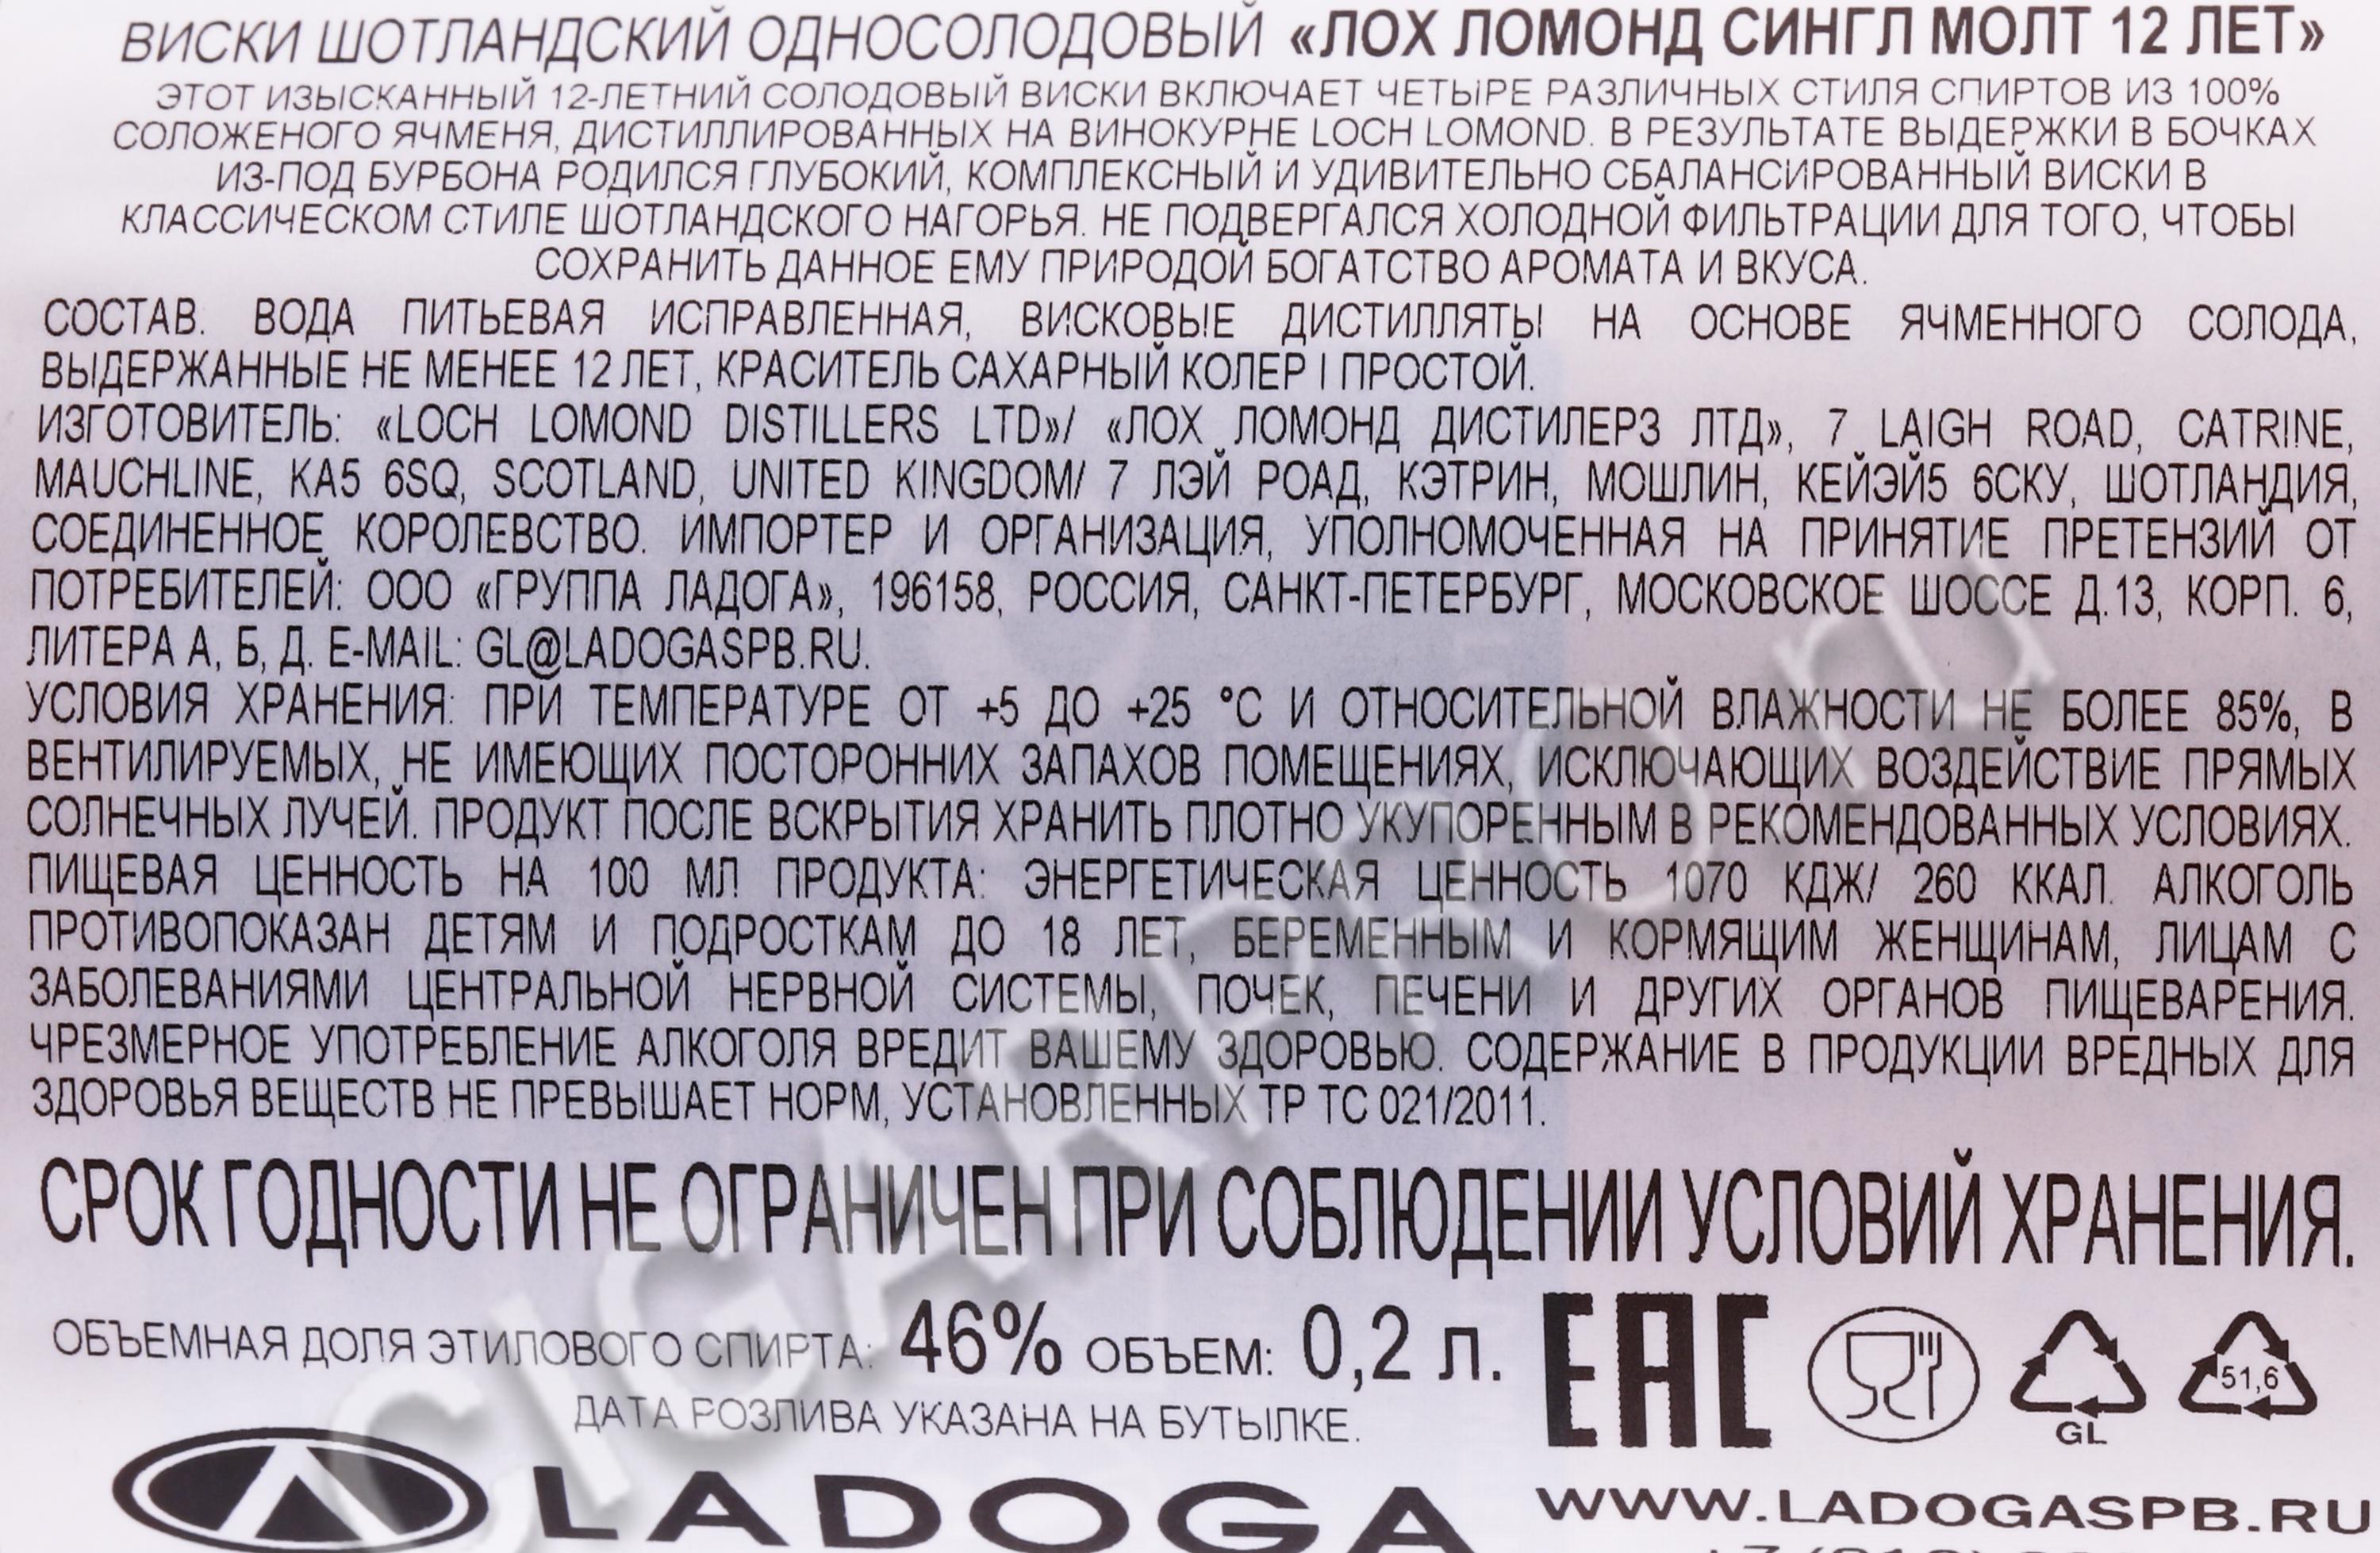 ВИСКИ ШОТЛАНДСКИЙ ОДНОСОЛОДОВЫЙ «ЛОХ ЛОМОНД СИНГЛ МОЛТ 12 ЛЕТ»
ЭТОТ ИЗЫСКАННЫЙ 12-ЛЕТНИЙ СОЛОДОВЫЙ ВИСКИ ВКЛЮЧАЕТ ЧЕТЫРЕ РАЗЛИЧНЫХ СТИЛЯ СПИРТОВ ИЗ 100%
СОЛОЖЕНОГО ЯЧМЕНЯ, ДИСТИЛЛИРОВАННЫХ НА ВИНОКУРНЕ LOCH LOMOND. В РЕЗУЛЬТАТЕ ВЫДЕРЖКИ В БОЧКАХ
ИЗ-ПОД БУРБОНА РОДИЛСЯ ГЛУБОКИЙ, КОМПЛЕКСНЫЙ И УДИВИТЕЛЬНО СБАЛАНСИРОВАННЫЙ ВИСКИ В
КЛАССИЧЕСКОМ СТИЛЕ ШОТЛАНДСКОГО НАГОРЬЯ. НЕ ПОДВЕРГАЛСЯ ХОЛОДНОЙ ФИЛЬТРАЦИИ ДЛЯ ТОГО, ЧТОБЫ
СОХРАНИТЬ ДАННОЕ ЕМУ ПРИРОДОЙ БОГАТСТВО АРОМАТА И ВКУСА.
СОСТАВ. ВОДА ПИТЬЕВАЯ ИСПРАВЛЕННАЯ, ВИСКОВЫЕ ДИСТИЛЛЯТЫ НА ОСНОВЕ ЯЧМЕННОГО СОЛОДА,
ВЫДЕРЖАННЫЕ НЕ МЕНЕЕ 12 ЛЕТ, КРАСИТЕЛЬ САХАРНЫЙ КОЛЕР I ПРОСТОЙ.
ИЗГОТОВИТЕЛЬ: «LOCH LOMOND DISTILLERS LTD»/ «ЛОХ ЛОМОНД ДИСТИЛЕРЗ ЛТД», 7 LAIGH ROAD, CATRINE,
MAUCHLINE, KA5 6SQ, SCOTLAND, UNITED KINGDOM/ 7 ЛЭЙ РОАД, КЭТРИН, МОШЛИН, КЕЙЭЙ5 6СКУ, ШОТЛАНДИЯ,
СОЕДИНЕННОЕ КОРОЛЕВСТВО. ИМПОРТЕР И ОРГАНИЗАЦИЯ, УПОЛНОМОЧЕННАЯ НА ПРИНЯТИЕ ПРЕТЕНЗИЙ ОТ
ПОТРЕБИТЕЛЕЙ: ООО «ГРУППА ЛАДОГА», 196158, РОССИЯ, САНКТ-ПЕТЕРБУРГ, МОСКОВСКОЕ ШОССЕ Д.13, КОРП. 6,
ЛИТЕРА А, Б, Д. E-MAIL: GL@LADOGASPB.RU.
УСЛОВИЯ ХРАНЕНИЯ: ПРИ ТЕМПЕРАТУРЕ ОТ +5 ДО +25 °C И ОТНОСИТЕЛЬНОЙ ВЛАЖНОСТИ НЕ БОЛЕЕ 85%, В
ВЕНТИЛИРУЕМЫХ, НЕ ИМЕЮЩИХ ПОСТОРОННИХ ЗАПАХОВ ПОМЕЩЕНИЯХ, ИСКЛЮЧАЮЩИХ ВОЗДЕЙСТВИЕ ПРЯМЫХ
СОЛНЕЧНЫХ ЛУЧЕЙ. ПРОДУКТ ПОСЛЕ ВСКРЫТИЯ ХРАНИТЬ ПЛОТНО УКУПОРЕННЫМ В РЕКОМЕНДОВАННЫХ УСЛОВИЯХ.
ПИЩЕВАЯ ЦЕННОСТЬ НА 100 МЛ ПРОДУКТА: ЭНЕРГЕТИЧЕСКАЯ ЦЕННОСТЬ 1070 КДЖ/ 260 ККАЛ. АЛКОГОЛЬ
ПРОТИВОПОКАЗАН ДЕТЯМ И ПОДРОСТКАМ ДО 18 ЛЕТ, БЕРЕМЕННЫМ И КОРМЯЩИМ ЖЕНЩИНАМ, ЛИЦАМ С
ЗАБОЛЕВАНИЯМИ ЦЕНТРАЛЬНОЙ НЕРВНОЙ СИСТЕМЫ, ПОЧЕК, ПЕЧЕНИ И ДРУГИХ ОРГАНОВ ПИЩЕВАРЕНИЯ.
ЧРЕЗМЕРНОЕ УПОТРЕБЛЕНИЕ АЛКОГОЛЯ ВРЕДИТ ВАШЕМУ ЗДОРОВЬЮ. СОДЕРЖАНИЕ В ПРОДУКЦИИ ВРЕДНЫХ ДЛЯ
ЗДОРОВЬЯ ВЕЩЕСТВ НЕ ПРЕВЫШАЕТ НОРМ, УСТАНОВЛЕННЫХ ТР ТС 021/2011.
СРОК ГОДНОСТИ НЕ ОГРАНИЧЕН ПРИ СОБЛЮДЕНИИ УСЛОВИЙ ХРАНЕНИЯ.
ОБЪЕМНАЯ ДОЛЯ ЭТИЛОВОГО СПИРТА: 46% ОБЪЕМ: 0,2 л.
ДАТА РОЗЛИВА УКАЗАНА НА БУТЫЛКЕ.
EAC
GL
51,6
LADOGA
WWW.LADOGASPB.RU
CIGARPRO.ru